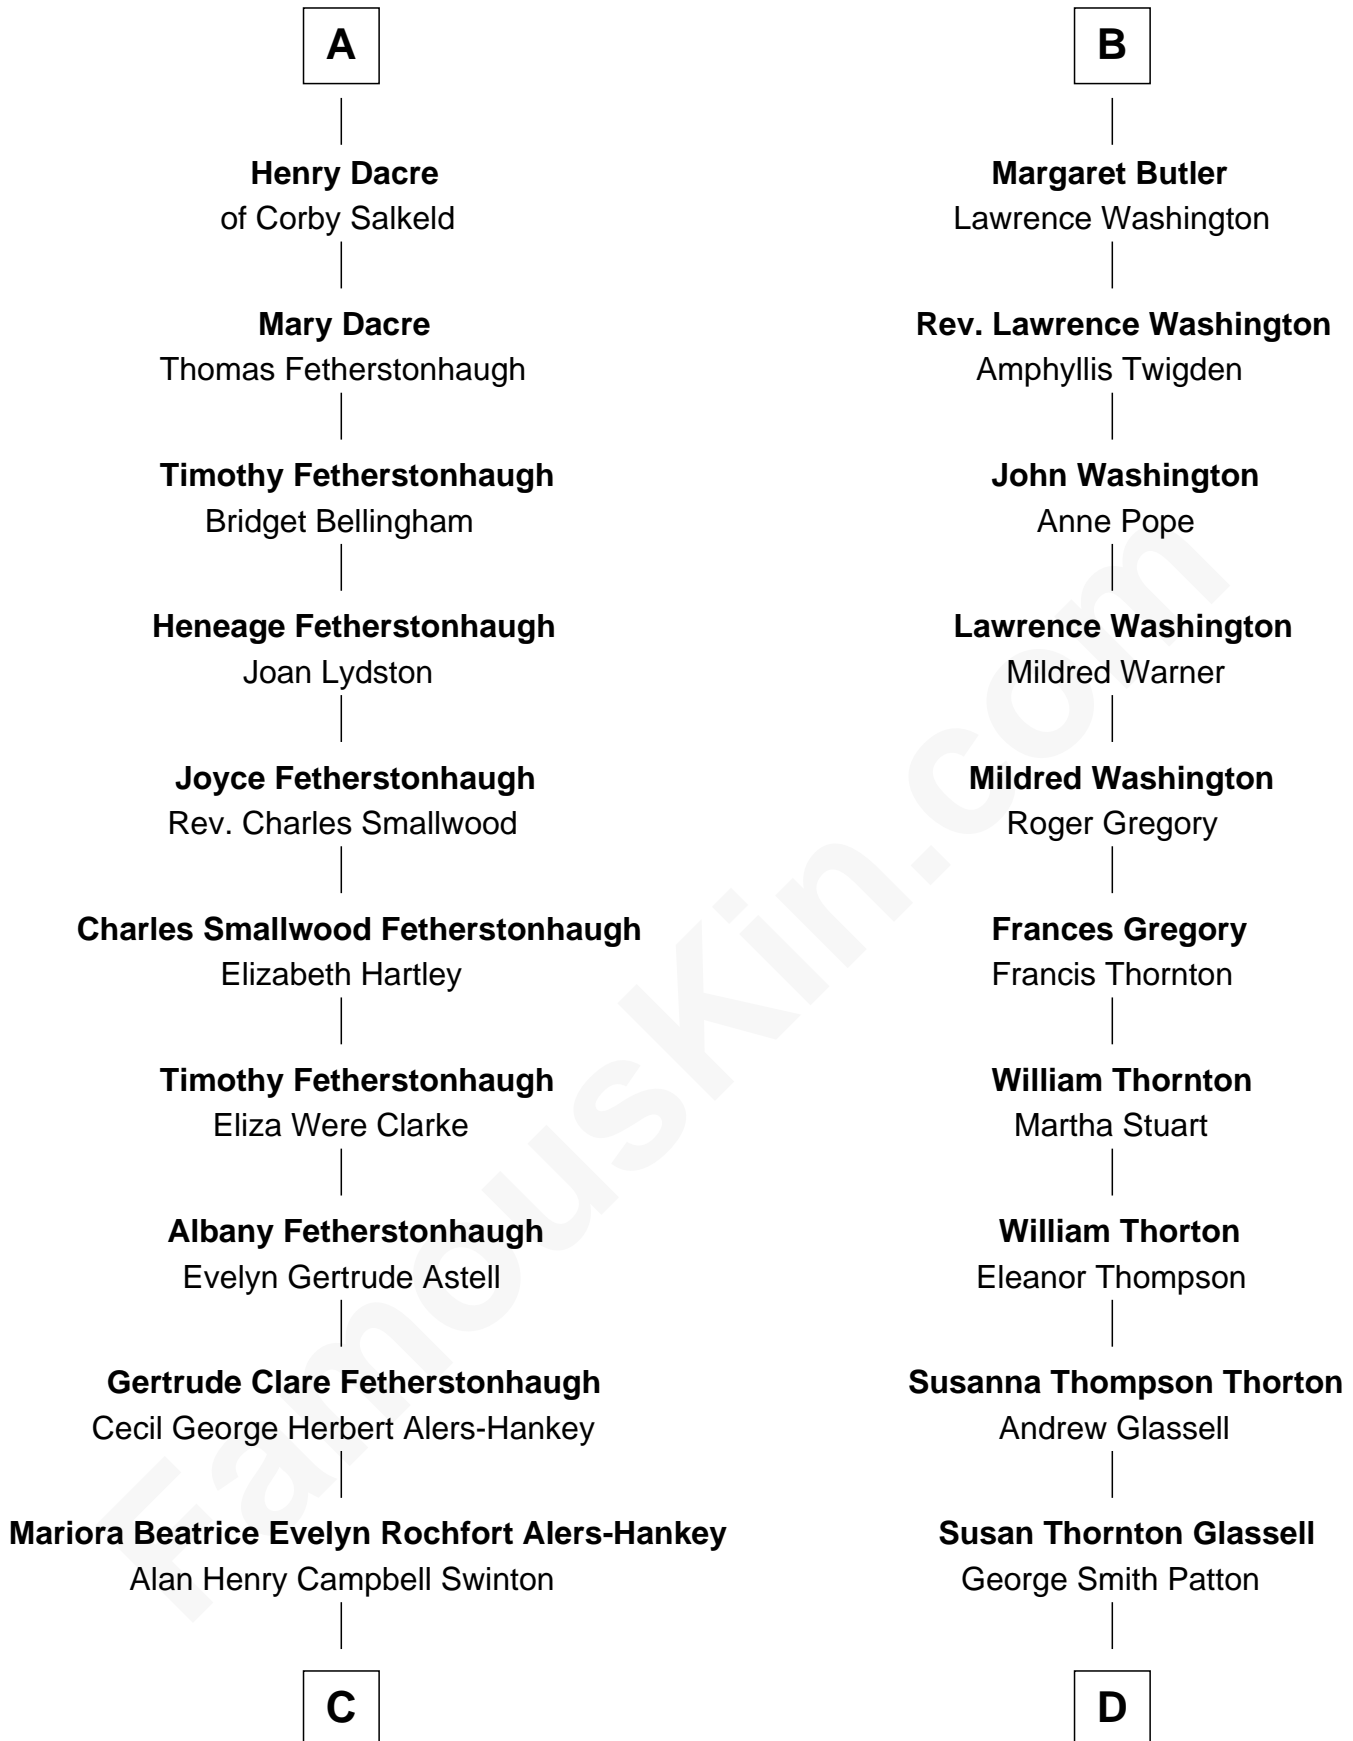 A
Henry Dacre
of Corby Salkeld
Mary Dacre
Thomas Fetherstonhaugh
Timothy Fetherstonhaugh
Bridget Bellingham
Heneage Fetherstonhaugh
Joan Lydston
Joyce Fetherstonhaugh
Rev. Charles Smallwood
Charles Smallwood Fetherstonhaugh
Elizabeth Hartley
Timothy Fetherstonhaugh
Eliza Were Clarke
Albany Fetherstonhaugh
Evelyn Gertrude Astell
Gertrude Clare Fetherstonhaugh
Cecil George Herbert Alers-Hankey
Mariora Beatrice Evelyn Rochfort Alers-Hankey
Alan Henry Campbell Swinton
C
B
Margaret Butler
Lawrence Washington
Rev. Lawrence Washington
Amphyllis Twigden
John Washington
Anne Pope
Lawrence Washington
Mildred Warner
Mildred Washington
Roger Gregory
Frances Gregory
Francis Thornton
William Thornton
Martha Stuart
William Thorton
Eleanor Thompson
Susanna Thompson Thorton
Andrew Glassell
Susan Thornton Glassell
George Smith Patton
D
FamousKin.com